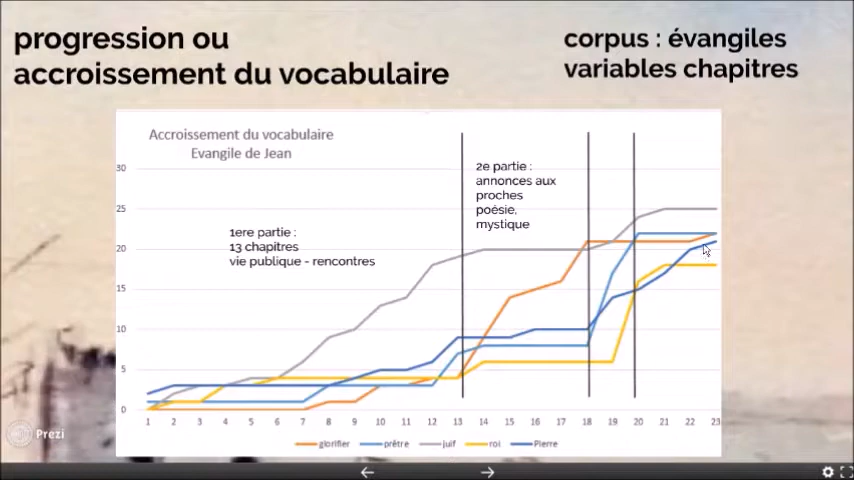 progression ou
accroissement du vocabulaire
corpus : évangiles
variables chapitres
Accroissement du vocabulaire
Evangile de Jean
30
25
20
15
10
5
0
1ere partie :
13 chapitres
vie publique - rencontres
2e partie :
annonces aux
proches
poésie,
mystique
1 2 3 4 5 6 7 8 9 10 11 12 13 14 15 16 17 18 19 20 21 22 23
glorifier prêtre juif roi Pierre
Prezi